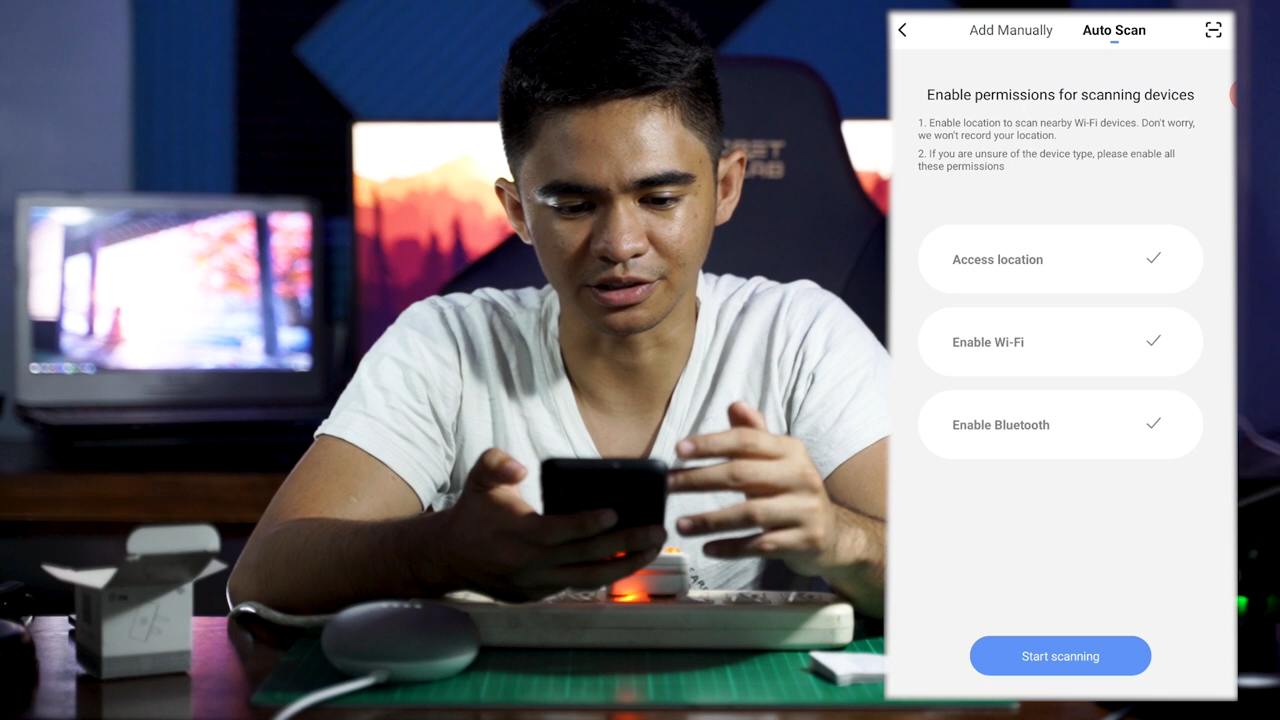 Add Manually
Auto Scan
Enable permissions for scanning devices
1. Enable location to scan nearby Wi-Fi devices. Don't worry,
we won't record your location.
2. If you are unsure of the device type, please enable all
these permissions
Access location
Enable Wi-Fi
Enable Bluetooth
Start scanning